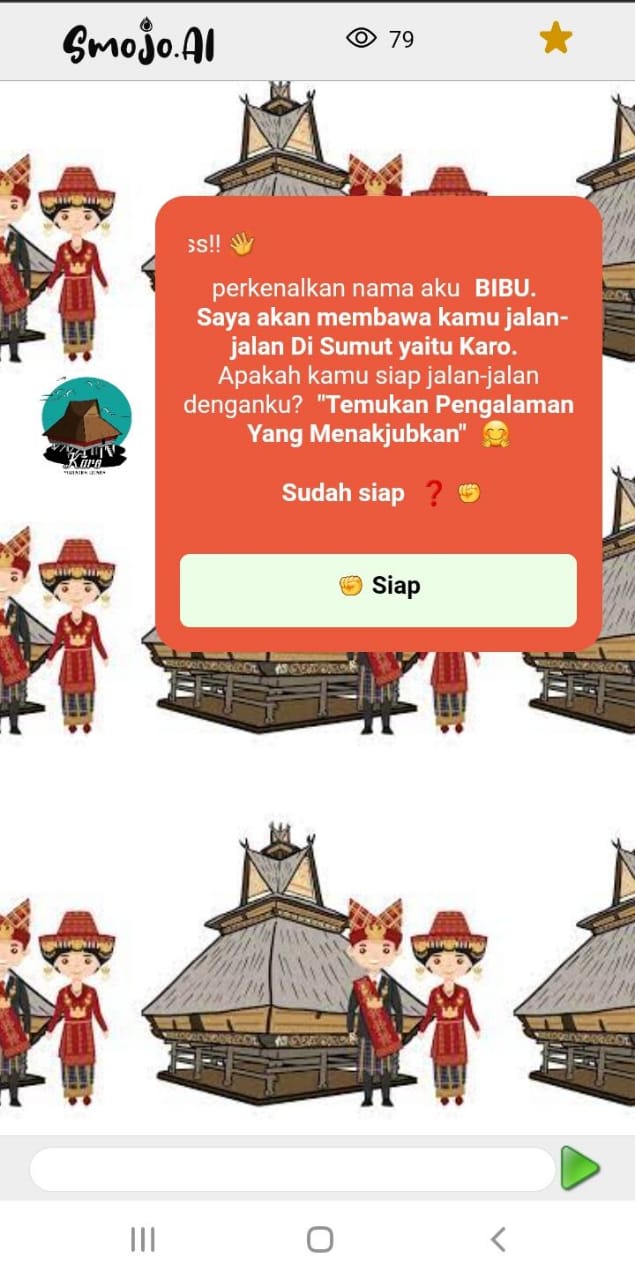 Smojo.AI
79
ss!! 👋
perkenalkan nama aku BIBU.
Saya akan membawa kamu jalan-
jalan Di Sumut yaitu Karo.
Apakah kamu siap jalan-jalan
denganku? "Temukan Pengalaman
Yang Menakjubkan" 🤗
Karo
Sudah siap ❓ ✊
✊ Siap